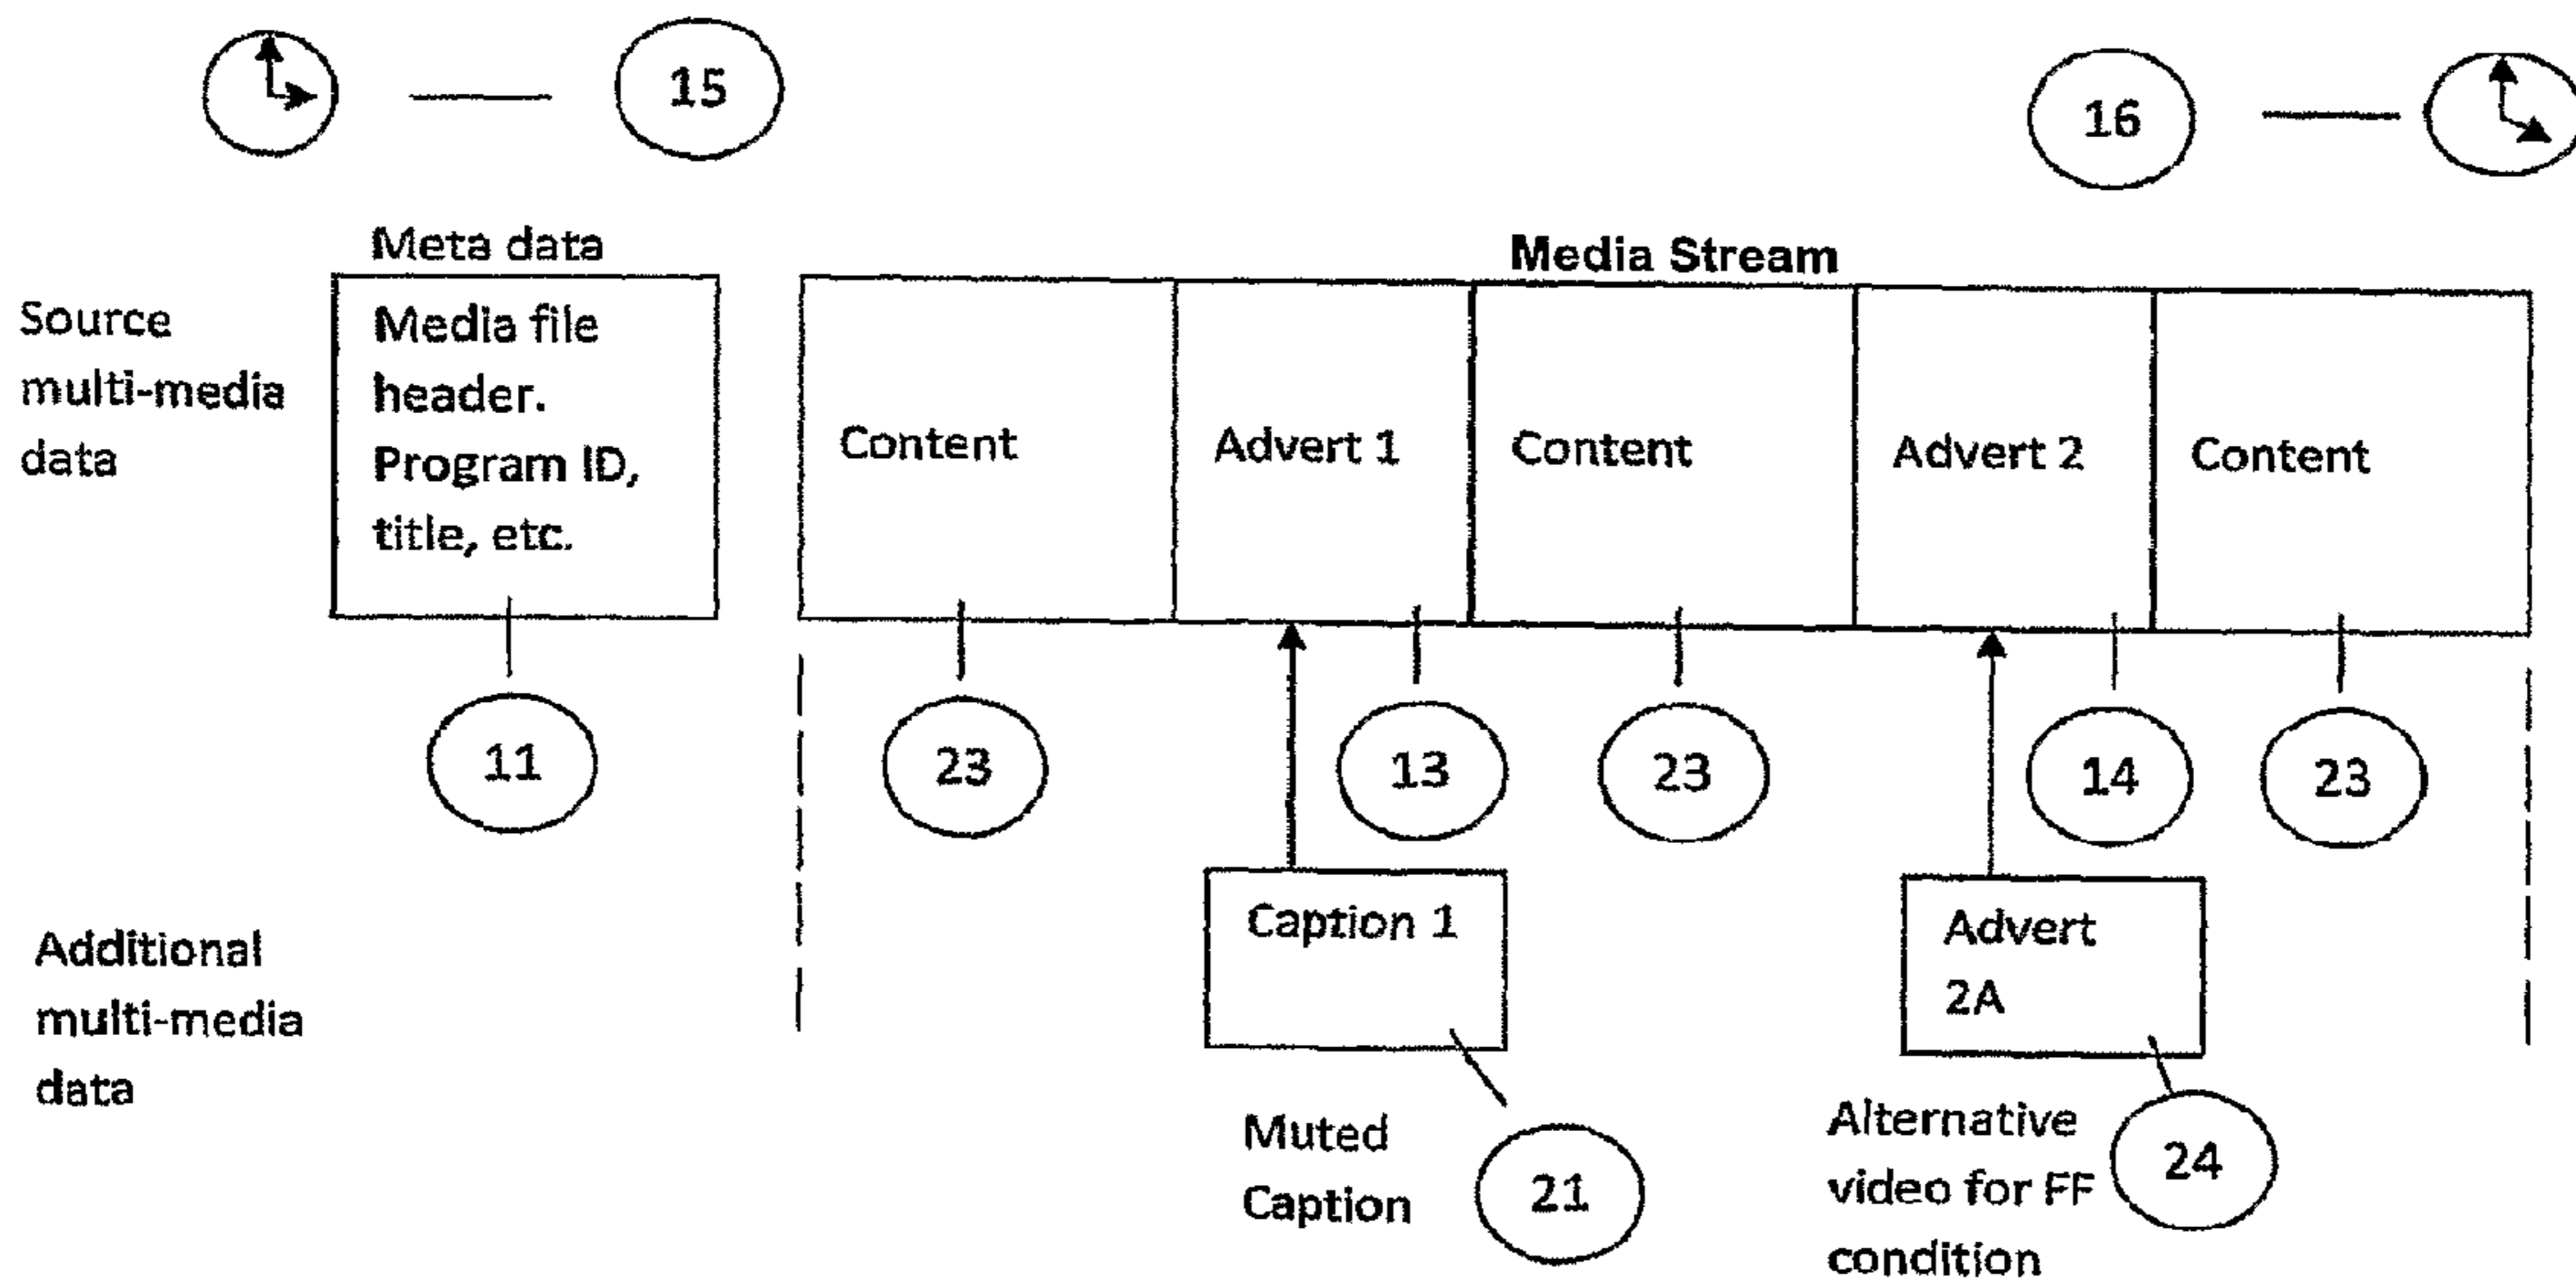 15
16
Meta data
Media Stream
Source
multi-media
data
Media file
header.
Program ID,
title, etc.
Content
Advert 1
Content
Advert 2
Content
11
23
13
23
14
23
Additional
multi-media
data
Caption 1
Advert
2A
Muted
Caption
21
Alternative
video for FF
condition
24